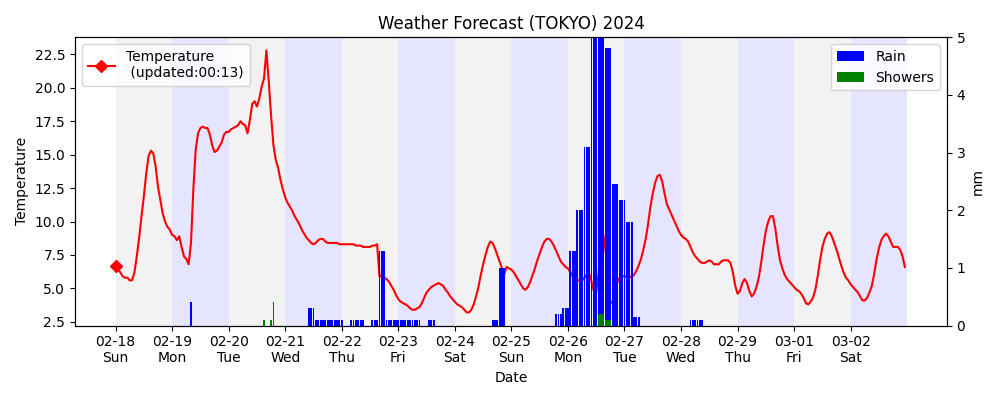 Weather Forecast (TOKYO) 2024
Temperature
(updated:00:13)
Rain
Showers
22.5
20.0
17.5
15.0
12.5
10.0
7.5
5.0
2.5
Temperature
5
4
3
2
1
0
mm
02-18 02-19 02-20 02-21 02-22 02-23 02-24 02-25 02-26 02-27 02-28 02-29 03-01 03-02
Sun Mon Tue Wed Thu Fri Sat Sun Mon Tue Wed Thu Fri Sat
Date